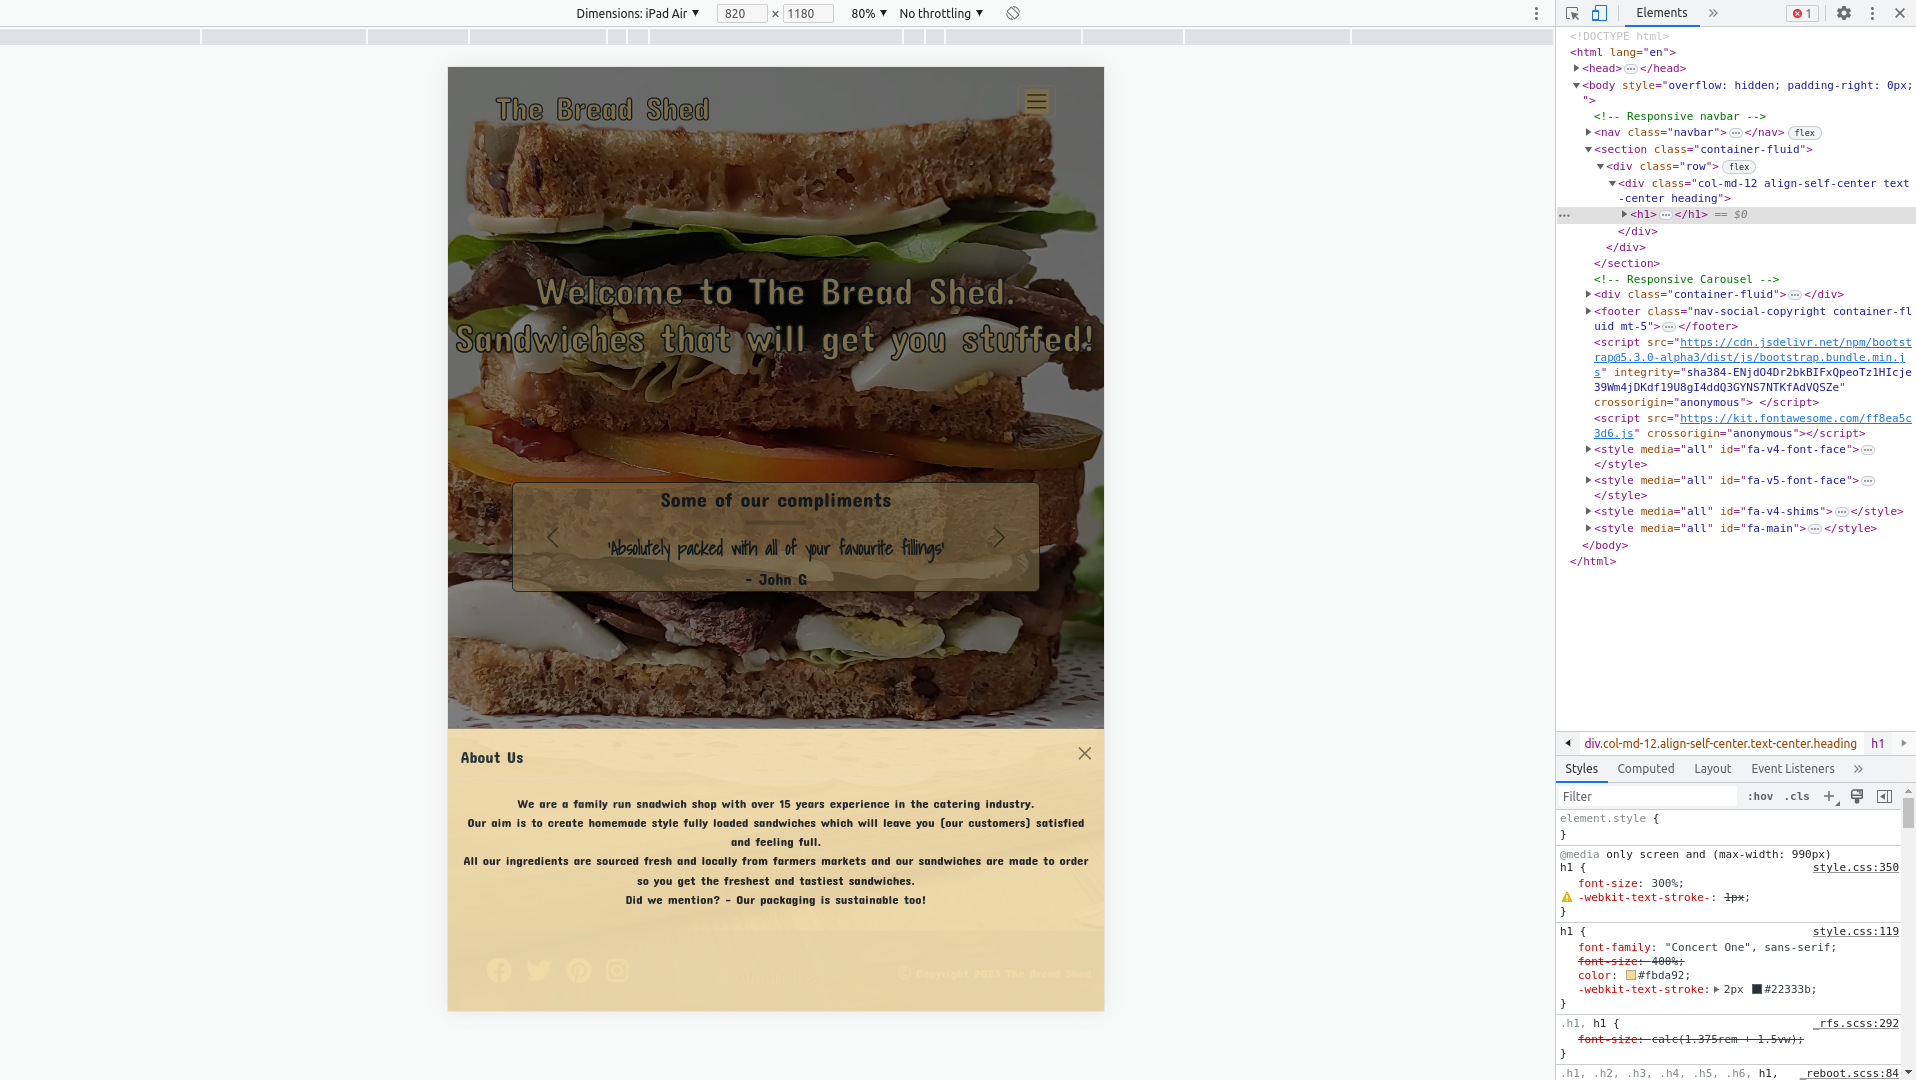 Dimensions: iPad Air ▼ 820 × 1180 80% ▼ No throttling ▼
Elements » 1
The Bread Shed
Welcome to The Bread Shed.
Sandwiches that will get you stuffed!
Some of our compliments
'Absolutely packed with all of your favourite fillings'
- John G
About Us
We are a family run snadwich shop with over 15 years experience in the catering industry.
Our aim is to create homemade style fully loaded sandwiches which will leave you (our customers) satisfied
and feeling full.
All our ingredients are sourced fresh and locally from farmers markets and our sandwiches are made to order
so you get the freshest and tastiest sandwiches.
Did we mention? - Our packaging is sustainable too!
© Copyright 2023 The Bread Shed
<!DOCTYPE html>
<html lang="en">
▶<head>…</head>
▼<body style="overflow: hidden; padding-right: 0px;
">
<!-- Responsive navbar -->
▶<nav class="navbar">…</nav> flex
▼<section class="container-fluid">
▼<div class="row"> flex
▼<div class="col-md-12 align-self-center text
-center heading">
… ▶<h1>…</h1> == $0
</div>
</div>
</section>
<!-- Responsive Carousel -->
▶<div class="container-fluid">…</div>
▶<footer class="nav-social-copyright container-fl
uid mt-5">…</footer>
<script src="https://cdn.jsdelivr.net/npm/bootst
rap@5.3.0-alpha3/dist/js/bootstrap.bundle.min.j
s" integrity="sha384-ENjdO4Dr2bkBIFxQpeoTz1HIcje
39Wm4jDKdf19U8gI4ddQ3GYNS7NTKfAdVQSZe"
crossorigin="anonymous"> </script>
<script src="https://kit.fontawesome.com/ff8ea5c
3d6.js" crossorigin="anonymous"></script>
▶<style media="all" id="fa-v4-font-face">…
</style>
▶<style media="all" id="fa-v5-font-face">…
</style>
▶<style media="all" id="fa-v4-shims">…</style>
▶<style media="all" id="fa-main">…</style>
</body>
</html>
div.col-md-12.align-self-center.text-center.heading h1
Styles Computed Layout Event Listeners »
Filter :hov .cls +
element.style {
}
@media only screen and (max-width: 990px)
h1 { style.css:350
font-size: 300%;
-webkit-text-stroke-: 1px;
}
h1 { style.css:119
font-family: "Concert One", sans-serif;
font-size: 400%;
color: #fbda92;
-webkit-text-stroke: ▶ 2px #22333b;
}
.h1, h1 { _rfs.scss:292
font-size: calc(1.375rem + 1.5vw);
}
.h1, .h2, .h3, .h4, .h5, .h6, h1, _reboot.scss:84